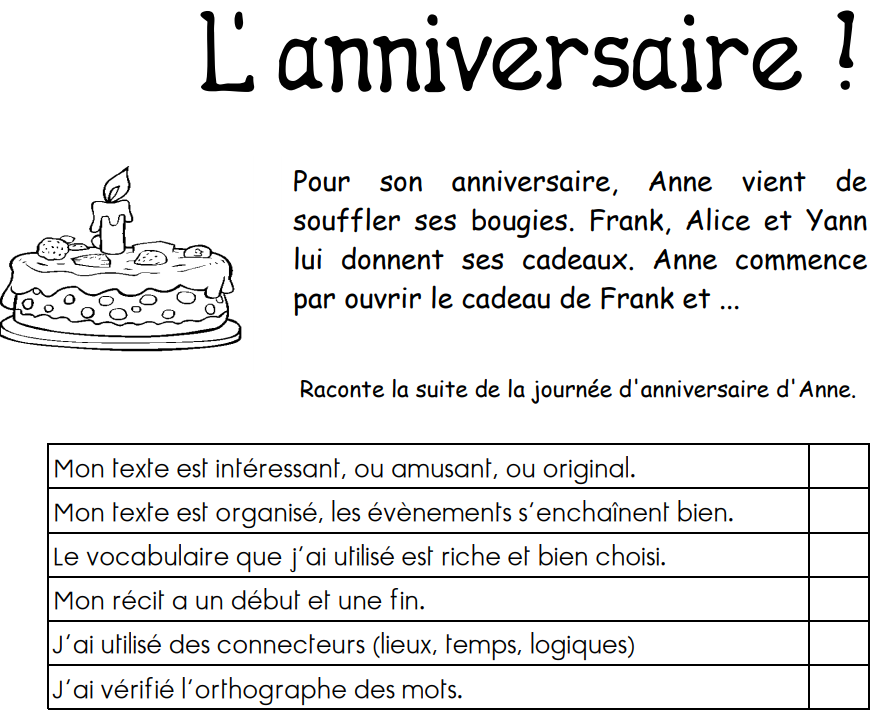 L'anniversaire !
Pour son anniversaire, Anne vient de
souffler ses bougies. Frank, Alice et Yann
lui donnent ses cadeaux. Anne commence
par ouvrir le cadeau de Frank et ...
Raconte la suite de la journée d'anniversaire d'Anne.
Mon texte est intéressant, ou amusant, ou original.
Mon texte est organisé, les évènements s'enchaînent bien.
Le vocabulaire que j'ai utilisé est riche et bien choisi.
Mon récit a un début et une fin.
J'ai utilisé des connecteurs (lieux, temps, logiques)
J'ai vérifié l'orthographe des mots.